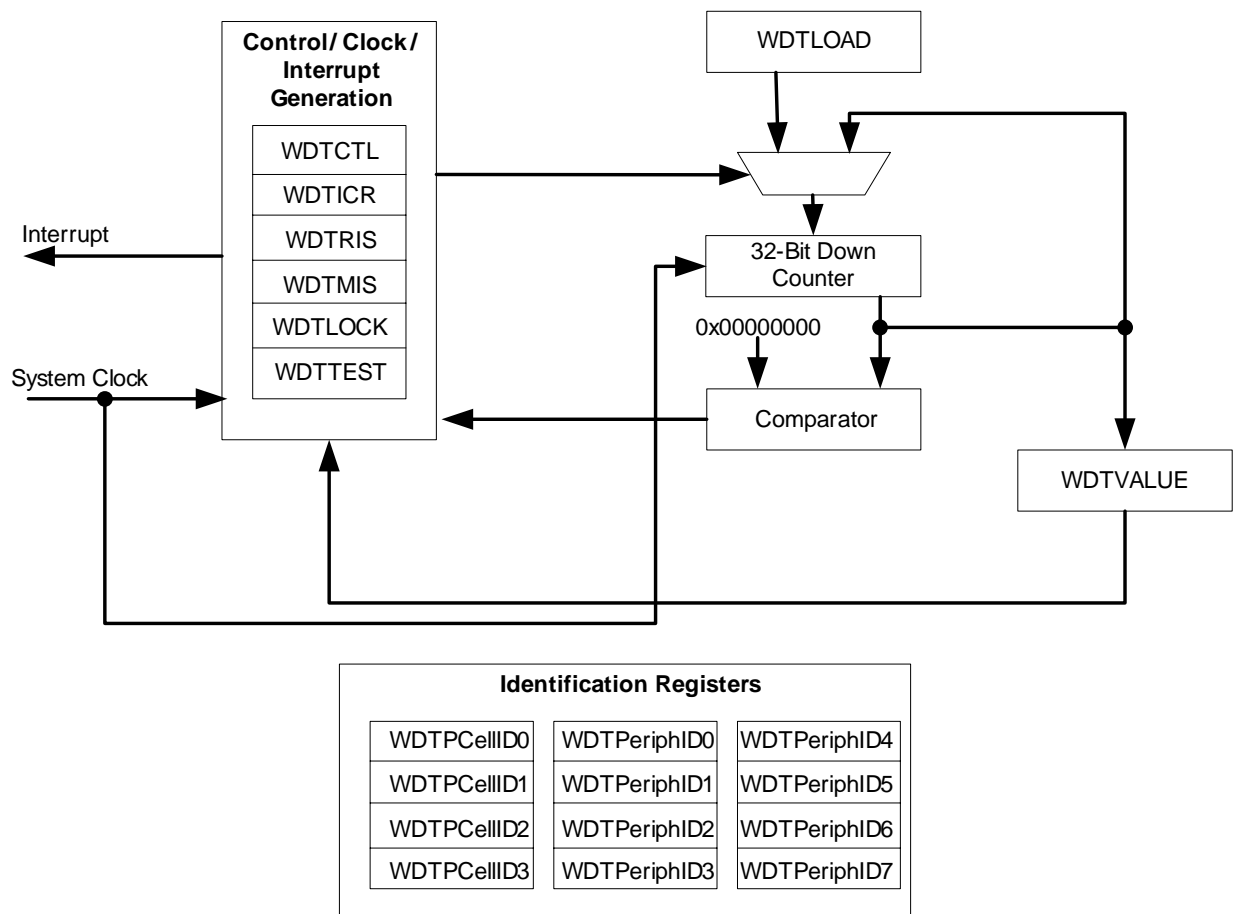 Control/ Clock/
Interrupt
Generation
WDTCTL
WDTICR
WDTRIS
WDTMIS
WDTLOCK
WDTTEST
Interrupt
System Clock
WDTLOAD
32-Bit Down
Counter
0x00000000
Comparator
WDTVALUE
Identification Registers
WDTPCellID0 WDTPeriphID0 WDTPeriphID4
WDTPCellID1 WDTPeriphID1 WDTPeriphID5
WDTPCellID2 WDTPeriphID2 WDTPeriphID6
WDTPCellID3 WDTPeriphID3 WDTPeriphID7